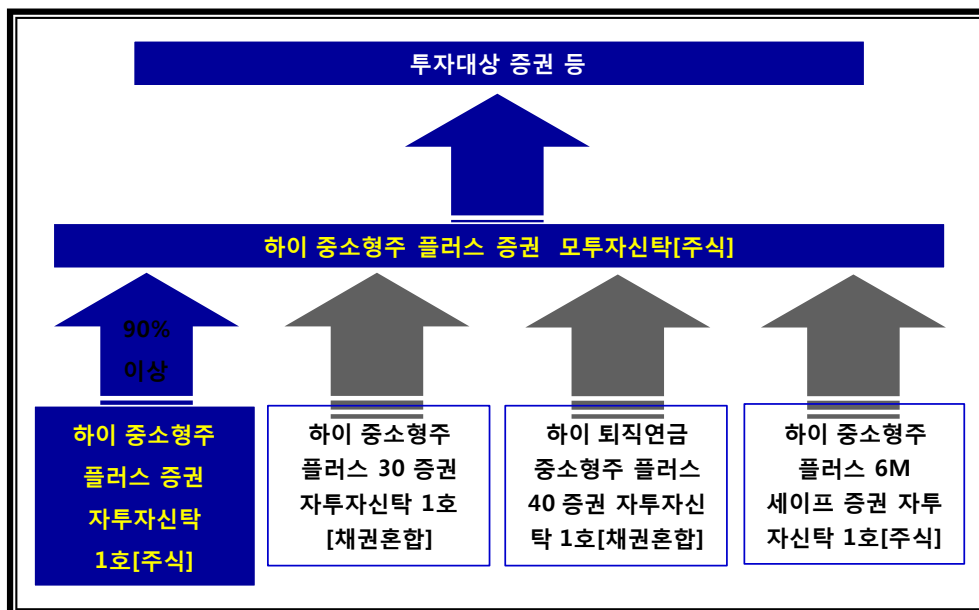 투자대상 증권 등
하이 중소형주 플러스 증권 모투자신탁[주식]
90%
이상
하이 중소형주
플러스 증권
자투자신탁
1호[주식]
하이 중소형주
플러스 30 증권
자투자신탁 1호
[채권혼합]
하이 퇴직연금
중소형주 플러스
40 증권 자투자신
탁 1호[채권혼합]
하이 중소형주
플러스 6M
세이프 증권 자투
자신탁 1호[주식]